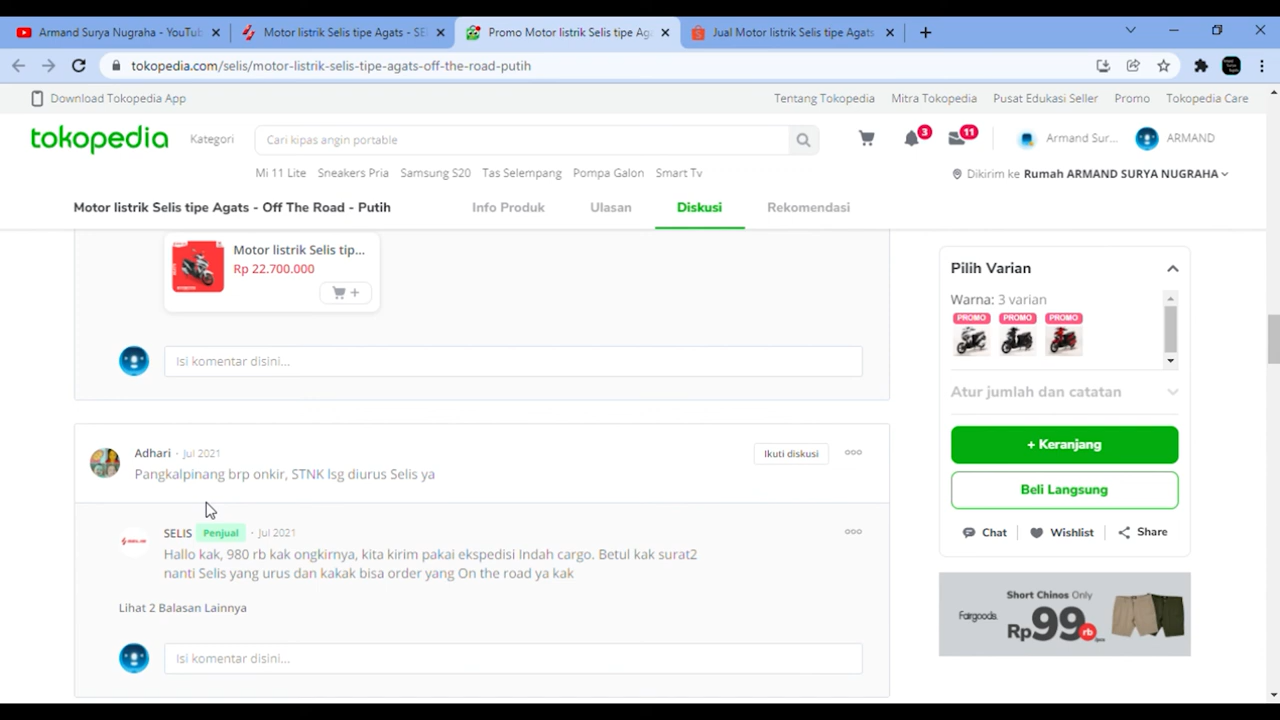 Armand Surya Nugraha - YouTu
Motor listrik Selis tipe Agats - SE
Promo Motor listrik Selis tipe Aga
Jual Motor listrik Selis tipe Agats
tokopedia.com/selis/motor-listrik-selis-tipe-agats-off-the-road-putih
Download Tokopedia App
Tentang Tokopedia
Mitra Tokopedia
Pusat Edukasi Seller
Promo
Tokopedia Care
tokopedia
Kategori
Cari kipas angin portable
3
11
Armand Sur...
ARMAND
Mi 11 Lite
Sneakers Pria
Samsung S20
Tas Selempang
Pompa Galon
Smart Tv
Dikirim ke Rumah ARMAND SURYA NUGRAHA
Motor listrik Selis tipe Agats - Off The Road - Putih
Info Produk
Ulasan
Diskusi
Rekomendasi
Motor listrik Selis tip...
Rp 22.700.000
Isi komentar disini...
Adhari · Jul 2021
Ikuti diskusi
Pangkalpinang brp onkir, STNK lsg diurus Selis ya
SELIS Penjual · Jul 2021
Hallo kak, 980 rb kak ongkirnya, kita kirim pakai ekspedisi Indah cargo. Betul kak surat2
nanti Selis yang urus dan kakak bisa order yang On the road ya kak
Lihat 2 Balasan Lainnya
Isi komentar disini...
Pilih Varian
Warna: 3 varian
PROMO
PROMO
PROMO
Atur jumlah dan catatan
+ Keranjang
Beli Langsung
Chat
Wishlist
Share
Short Chinos Only
Fairgoods.
Rp99rb